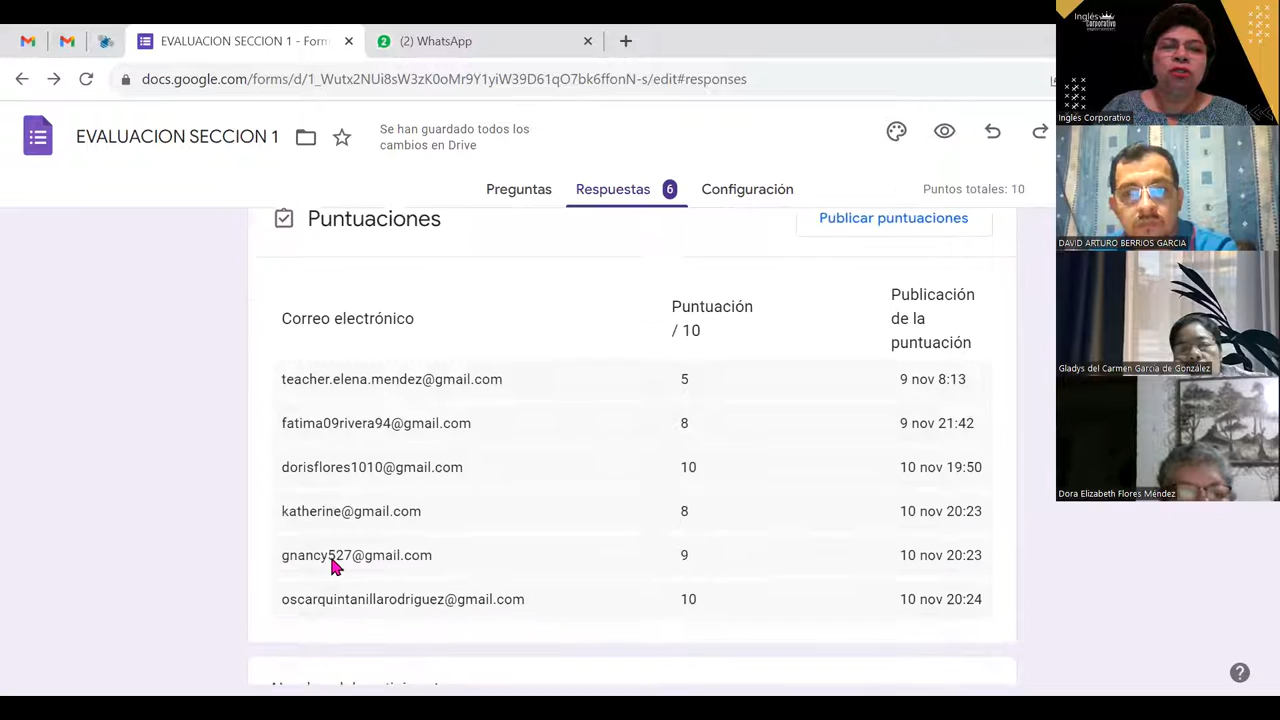 EVALUACION SECCION 1 - Form
(2) WhatsApp
docs.google.com/forms/d/1_Wutx2NUi8sW3zK0oMr9Y1yiW39D61qO7bk6ffonN-s/edit#responses
EVALUACION SECCION 1
Se han guardado todos los
cambios en Drive
Preguntas
Respuestas 6
Configuración
Puntos totales: 10
Puntuaciones
Publicar puntuaciones
Correo electrónico
Puntuación
/ 10
Publicación
de la
puntuación
teacher.elena.mendez@gmail.com 5 9 nov 8:13
fatima09rivera94@gmail.com 8 9 nov 21:42
dorisflores1010@gmail.com 10 10 nov 19:50
katherine@gmail.com 8 10 nov 20:23
gnancy527@gmail.com 9 10 nov 20:23
oscarquintanillarodriguez@gmail.com 10 10 nov 20:24
Inglés
Corporativo
Ingles Corporativo
DAVID ARTURO BERRIOS GARCIA
Gladys del Carmen García de González
Dora Elizabeth Flores Méndez